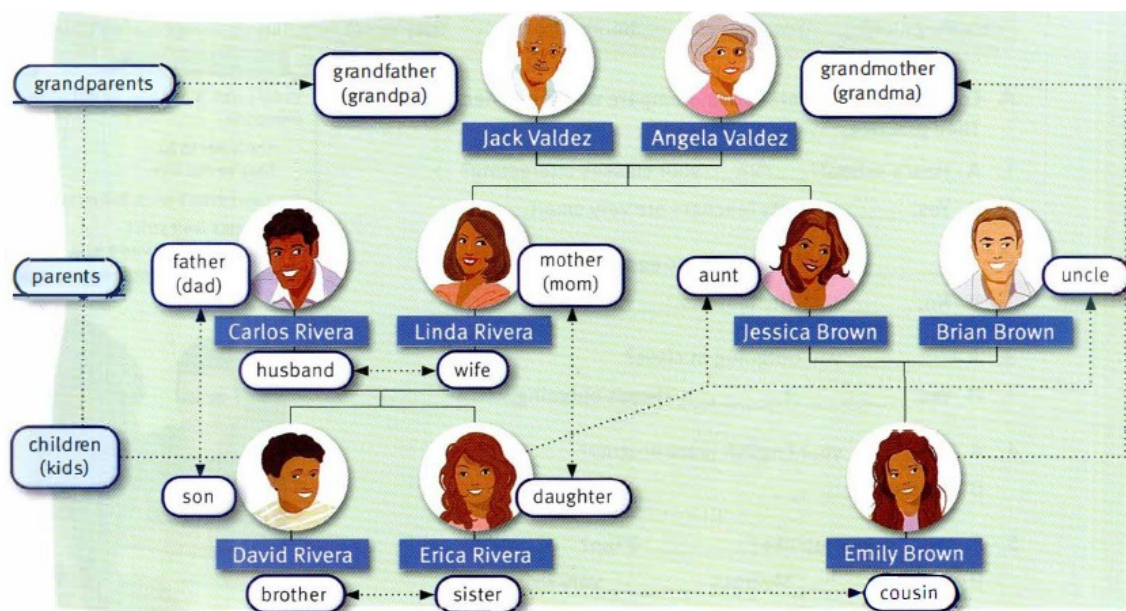 grandparents
grandfather
(grandpa)
grandmother
(grandma)
Jack Valdez
Angela Valdez
parents
father
(dad)
mother
(mom)
aunt
uncle
Carlos Rivera
Linda Rivera
Jessica Brown
Brian Brown
husband
wife
children
(kids)
son
daughter
David Rivera
Erica Rivera
Emily Brown
brother
sister
cousin